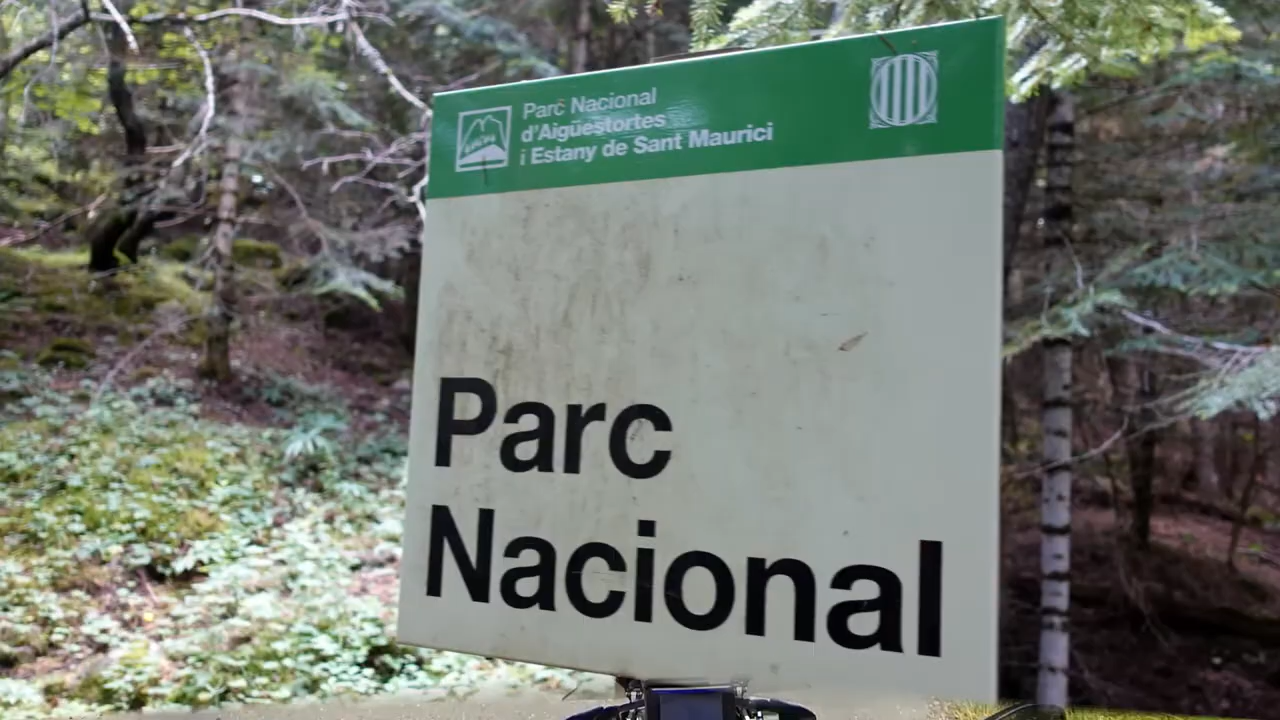 Parc Nacional
d'Aigüestortes
i Estany de Sant Maurici
Parc
Nacional